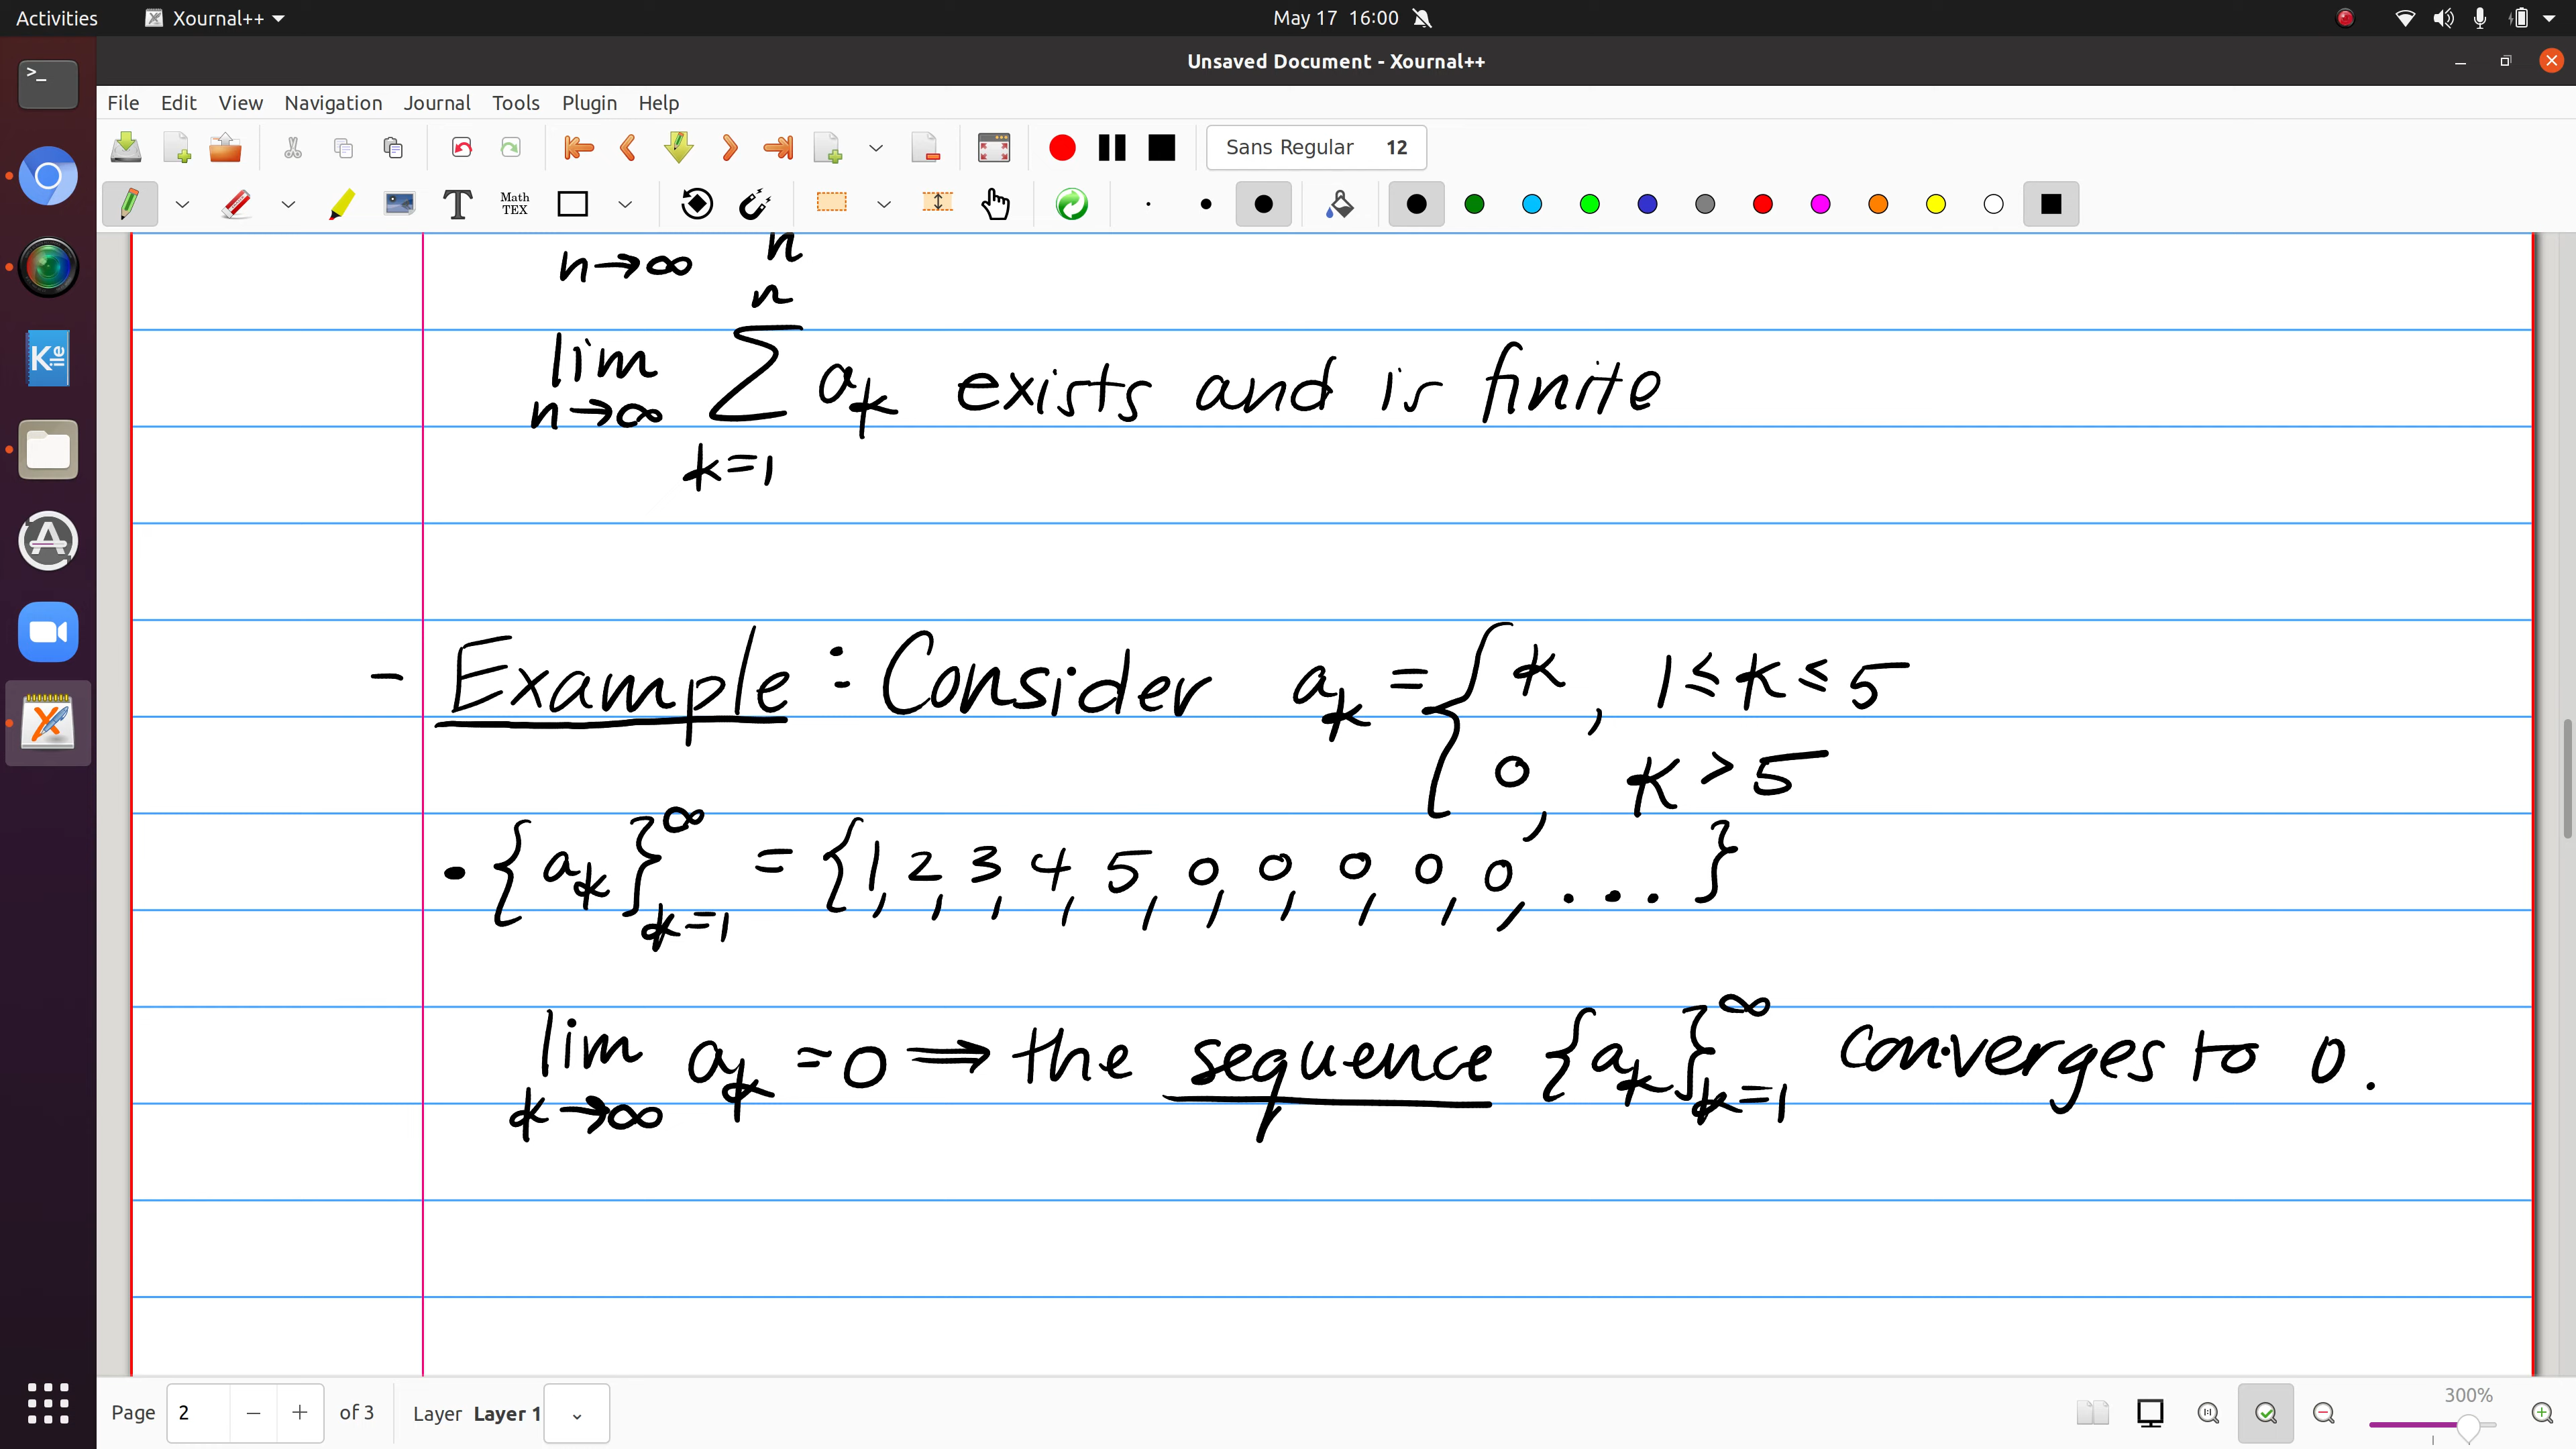 Activities Xournal++ May 17 16:00
Unsaved Document - Xournal++
File Edit View Navigation Journal Tools Plugin Help
Sans Regular 12
Math TEX
n→∞ n
n
lim ∑ a_k exists and is finite
n→∞
k=1
- Example : Consider a_k = { k, 1 ≤ k ≤ 5
0, k > 5
• {a_k}_{k=1}^∞ = {1, 2, 3, 4, 5, 0, 0, 0, 0, 0, ...}
lim a_k = 0 ⟹ the sequence {a_k}_{k=1}^∞ converges to 0.
k→∞
Page 2 of 3 Layer Layer 1 300%